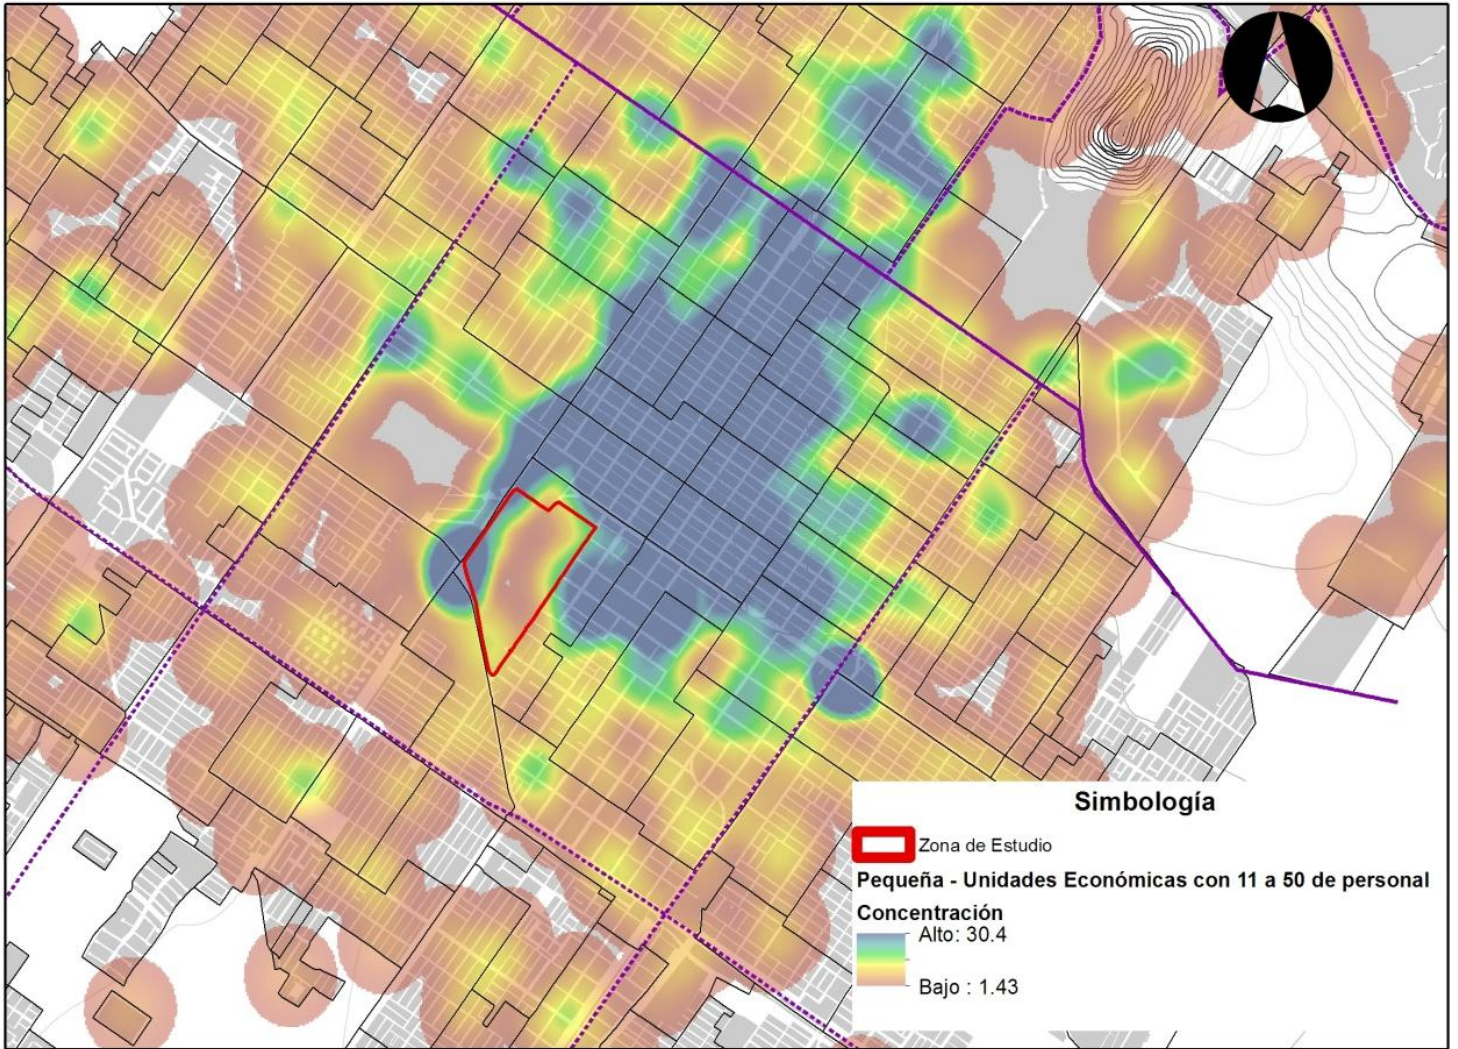 Simbología
Zona de Estudio
Pequeña - Unidades Económicas con 11 a 50 de personal
Concentración
Alto: 30.4
Bajo : 1.43